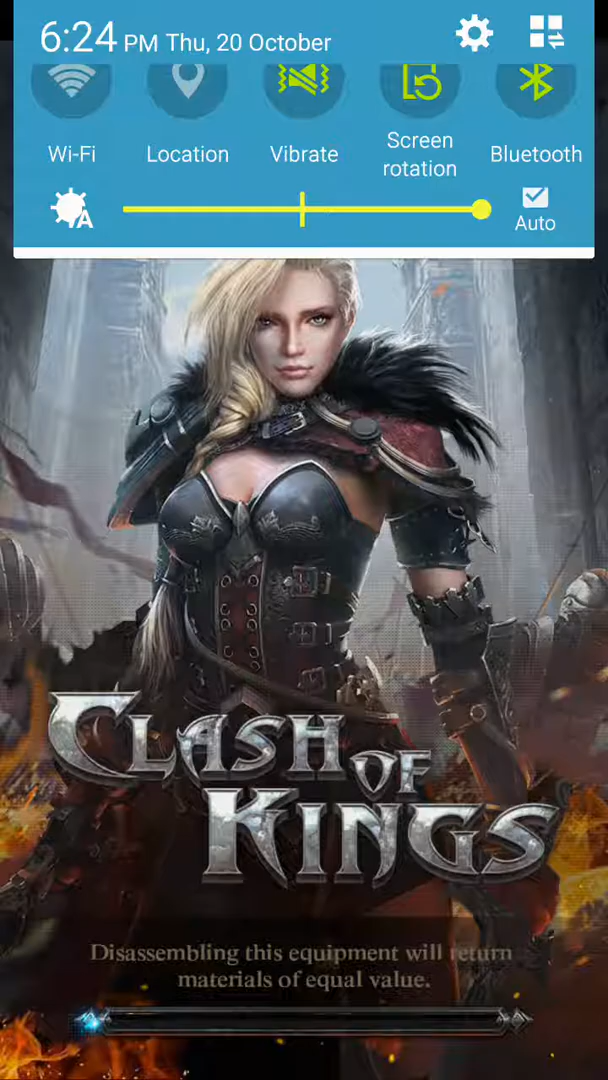 6:24 PM Thu, 20 October
Wi-Fi
Location
Vibrate
Screen
rotation
Bluetooth
A
Auto
CLASH OF
KINGS
Disassembling this equipment will return
materials of equal value.